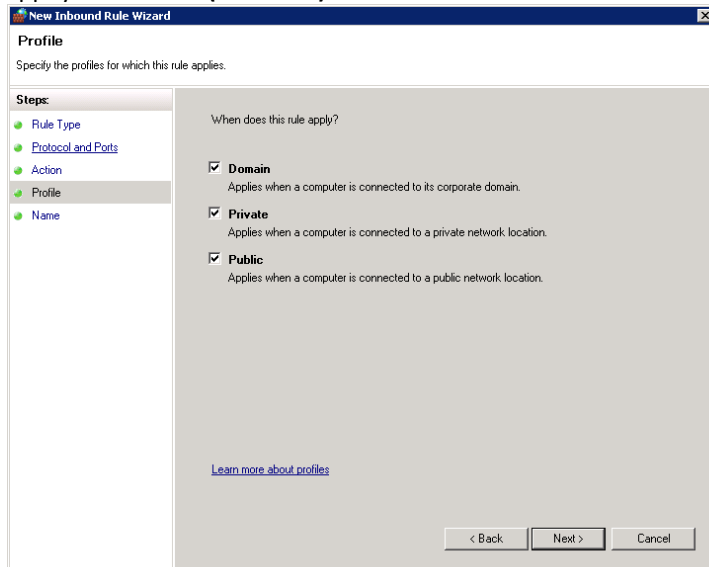 New Inbound Rule Wizard
Profile
Specify the profiles for which this rule applies.
Steps:
Rule Type
Protocol and Ports
Action
Profile
Name
When does this rule apply?
Domain
Applies when a computer is connected to its corporate domain.
Private
Applies when a computer is connected to a private network location.
Public
Applies when a computer is connected to a public network location.
Learn more about profiles
< Back
Next >
Cancel